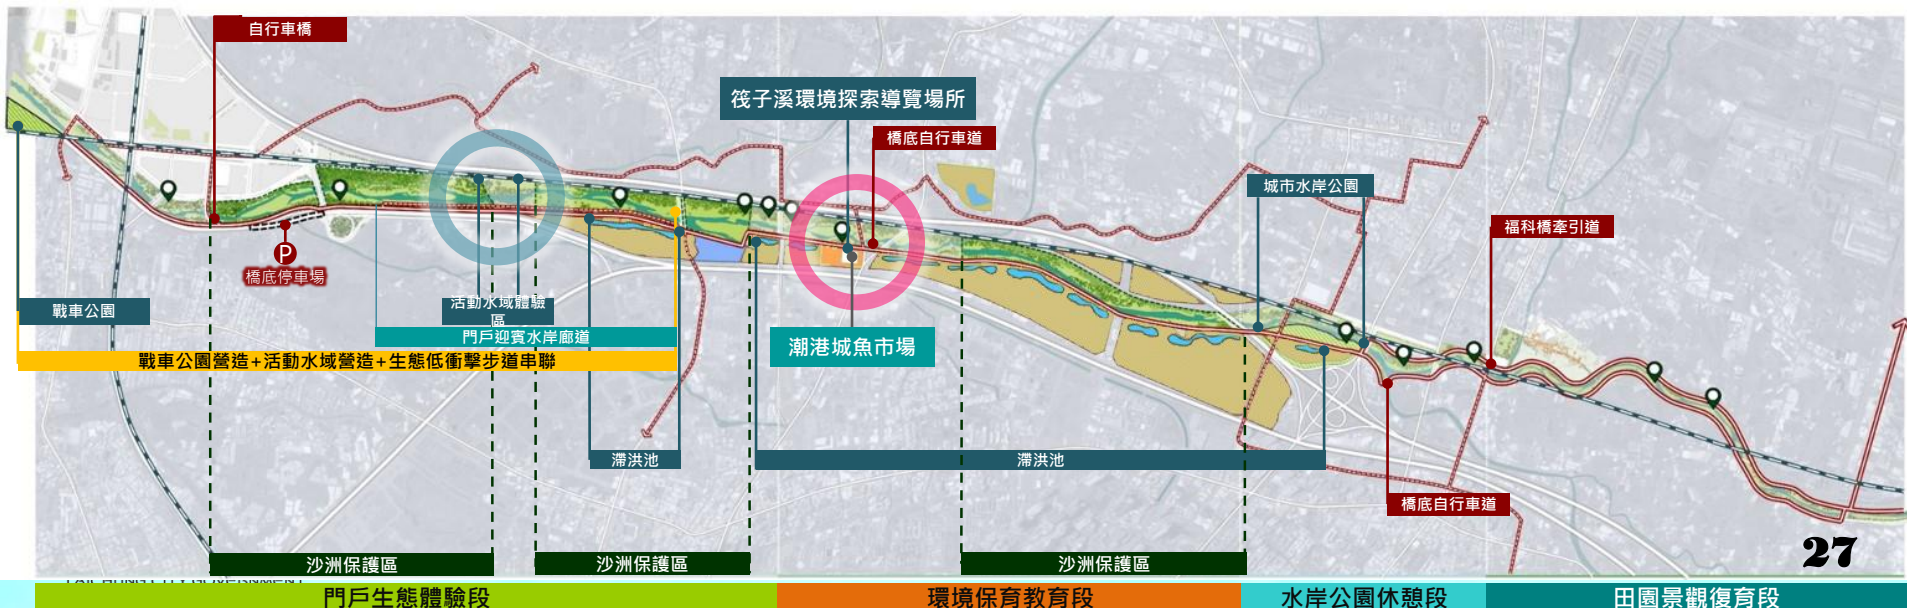 自行車橋
筏子溪環境探索導覽場所
橋底自行車道
城市水岸公園
福科橋牽引道
P
橋底停車場
戰車公園
活動水域體驗
區
門戶迎賓水岸廊道
潮港城魚市場
戰車公園營造+活動水域營造+生態低衝擊步道串聯
滯洪池
滯洪池
橋底自行車道
沙洲保護區
沙洲保護區
沙洲保護區
27
TAICHUNG CITY GOVERNMENT
門戶生態體驗段
環境保育教育段
水岸公園休憩段
田園景觀復育段